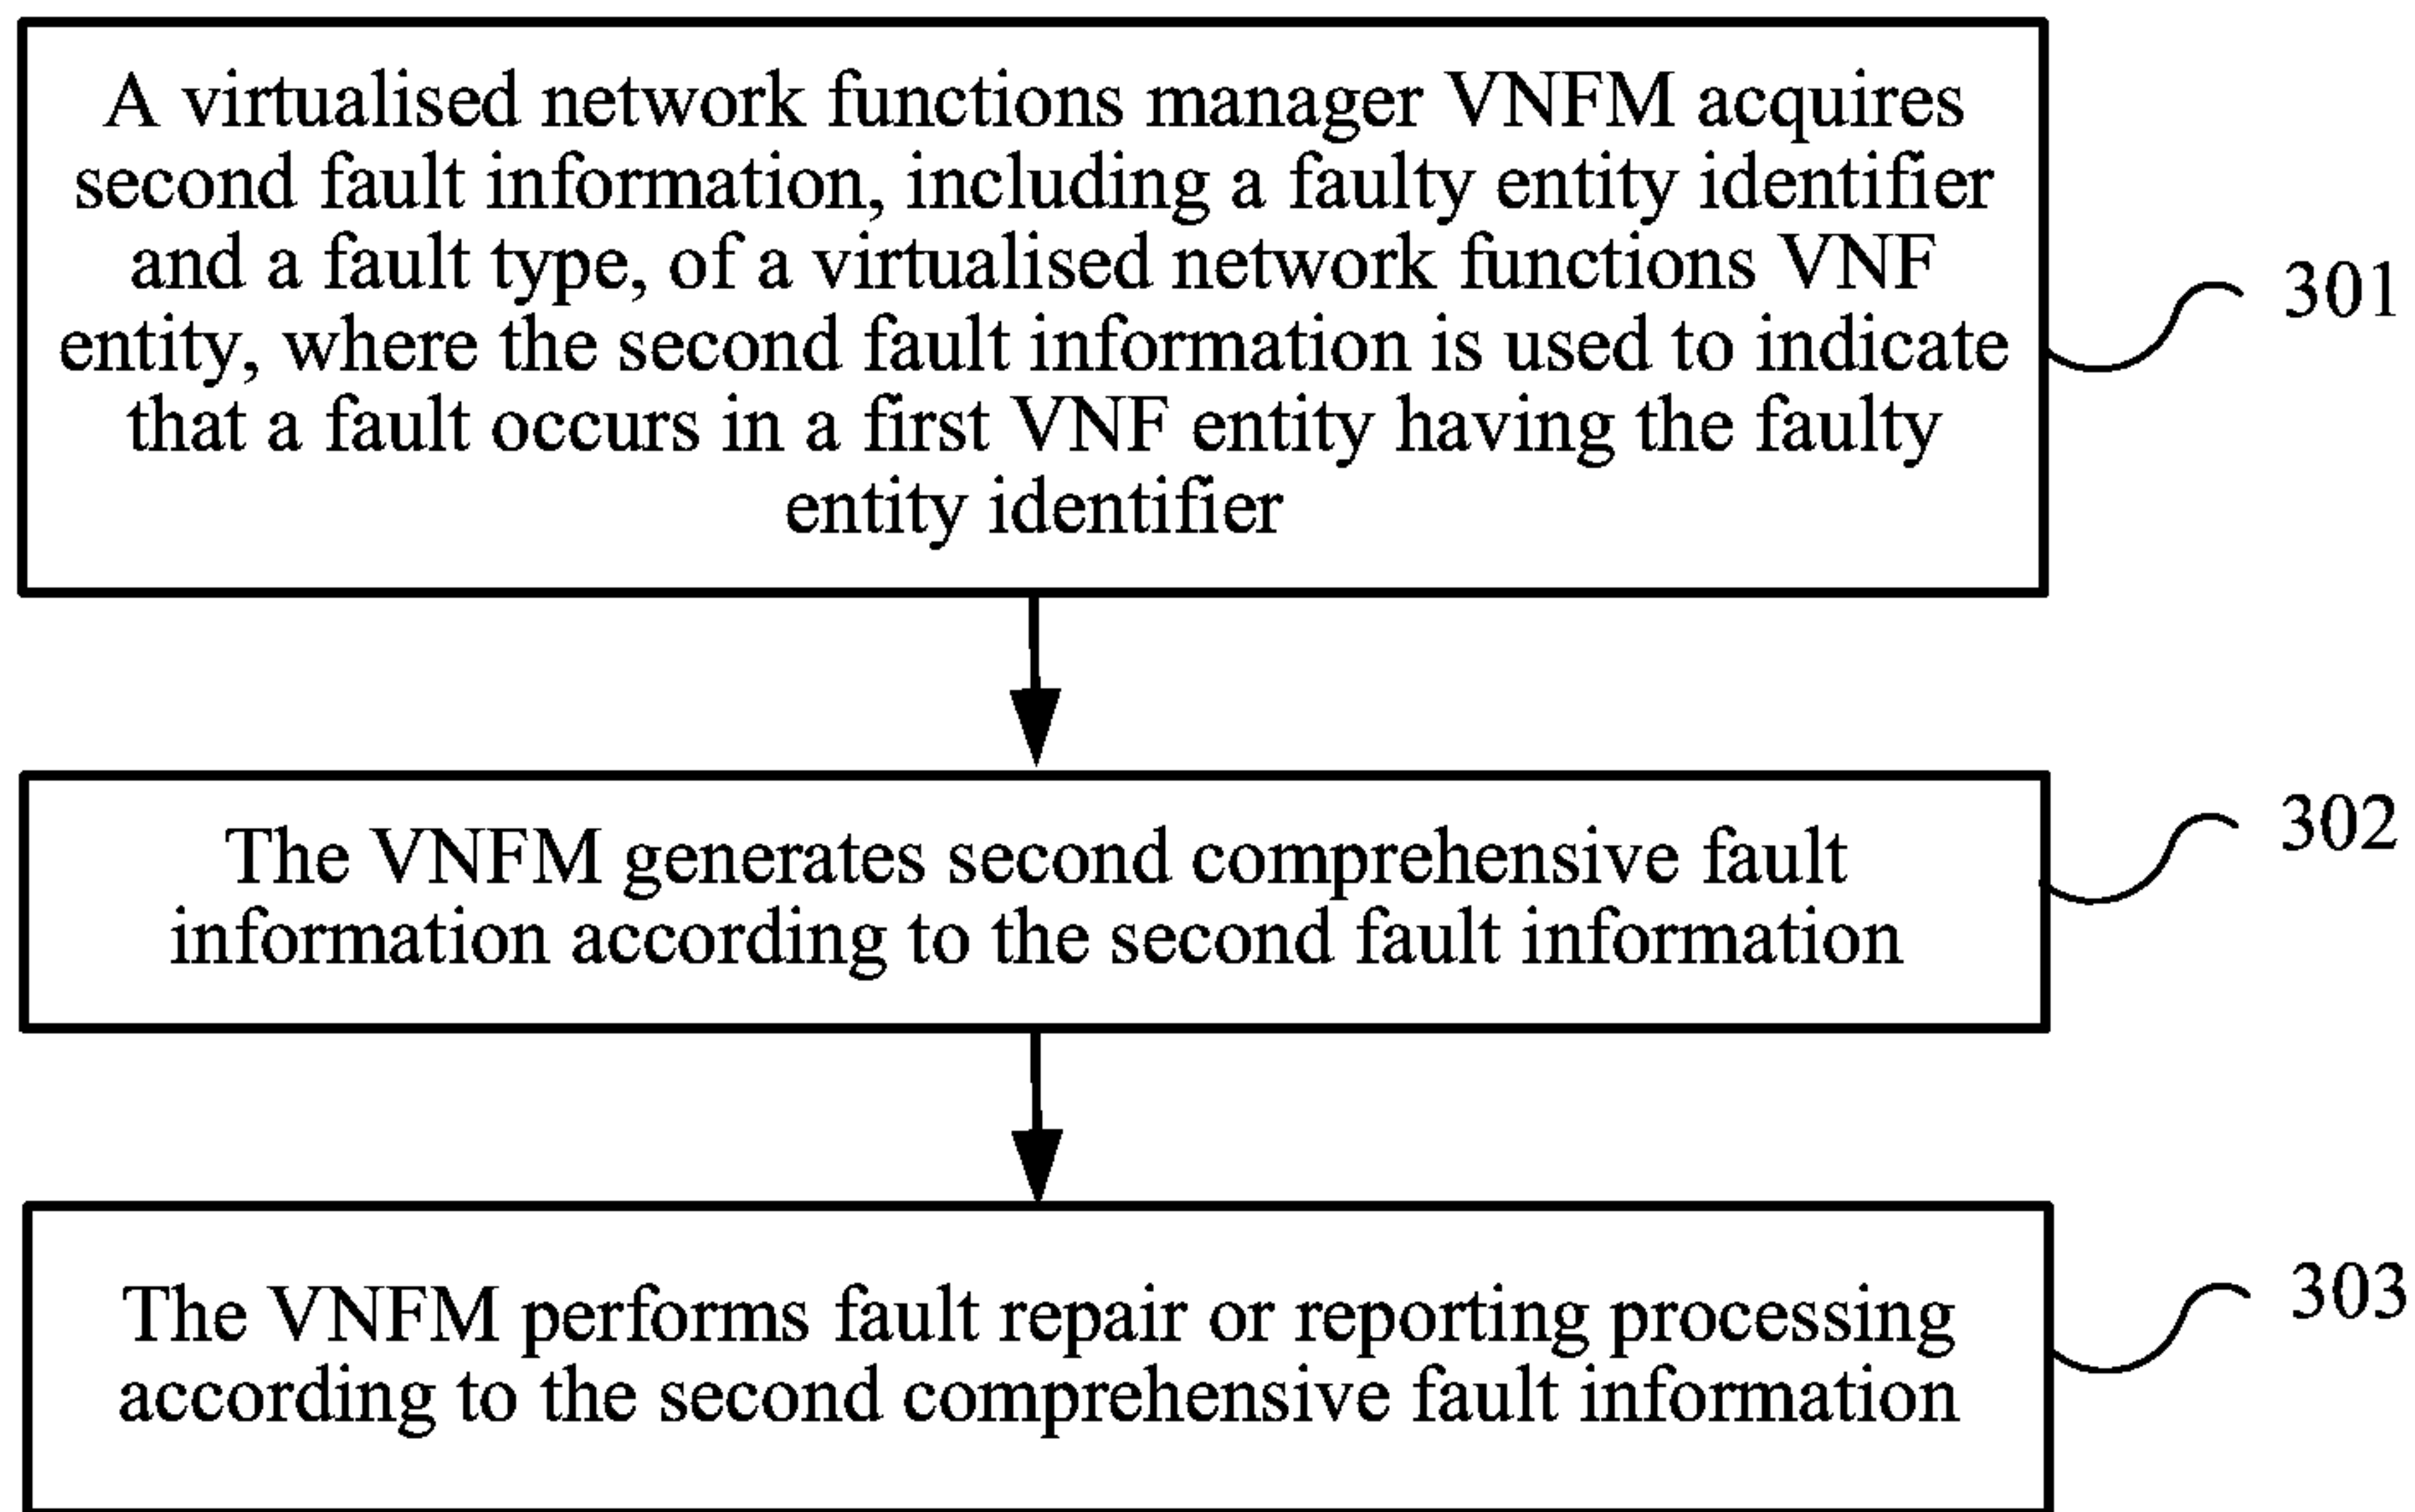 A virtualised network functions manager VNFM acquires
second fault information, including a faulty entity identifier
and a fault type, of a virtualised network functions VNF
entity, where the second fault information is used to indicate
that a fault occurs in a first VNF entity having the faulty
entity identifier
301
The VNFM generates second comprehensive fault
information according to the second fault information
302
The VNFM performs fault repair or reporting processing
according to the second comprehensive fault information
303